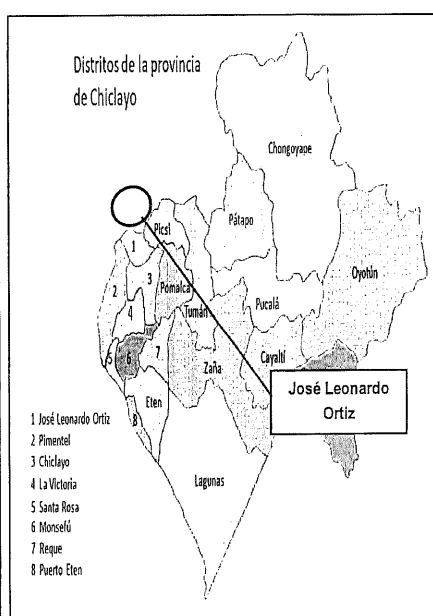 Distritos de la provincia
de Chiclayo
Chongoyape
Pátapo
Picsi
Oyotún
1
3
2
Pomalca
Pucalá
Tumán
4
Cayaltí
7
Zaña
5
6
José Leonardo
Ortiz
Eten
8
1 José Leonardo Ortiz
2 Pimentel
3 Chiclayo
4 La Victoria
5 Santa Rosa
6 Monsefú
7 Reque
8 Puerto Eten
Lagunas